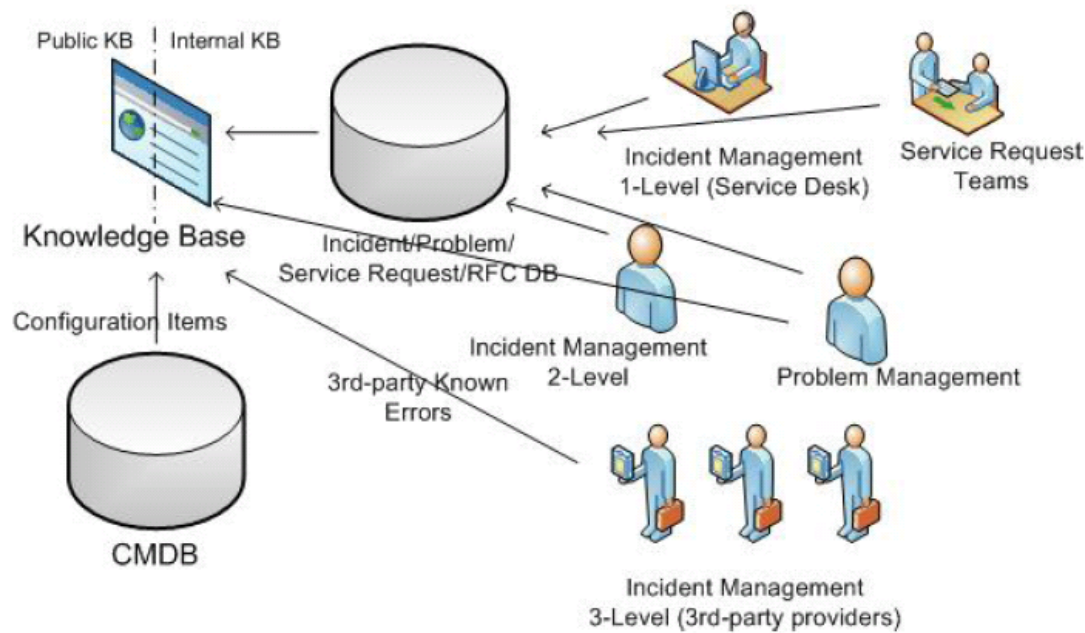 Public KB
Internal KB
Knowledge Base
Incident/Problem/
Service Request/RFC DB
Incident Management
1-Level (Service Desk)
Service Request
Teams
Configuration Items
Incident Management
2-Level
Problem Management
3rd-party Known
Errors
CMDB
Incident Management
3-Level (3rd-party providers)